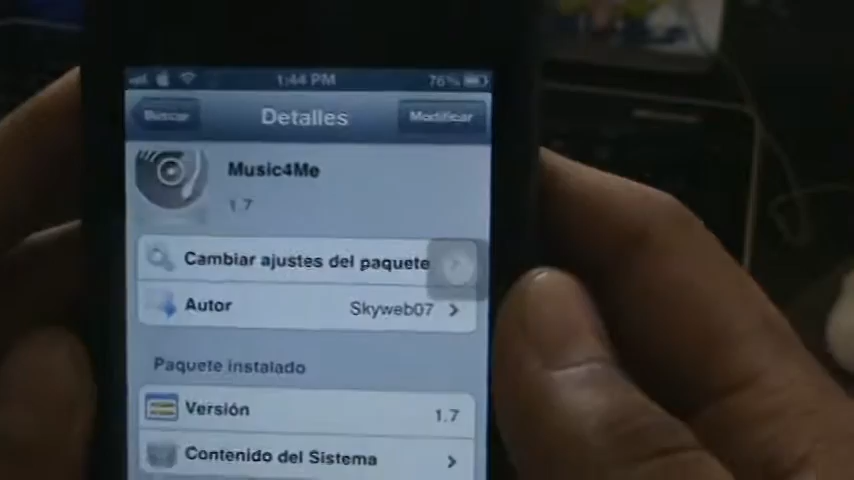 1:44 PM 76%
Buscar Detalles Modificar
Music4Me
1.7
Cambiar ajustes del paquete
Autor Skyweb07
Paquete instalado
Versión 1.7
Contenido del Sistema